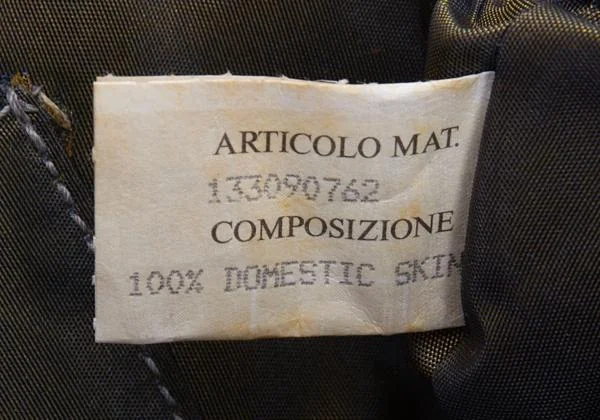 ARTICOLO MAT.
133090762
COMPOSIZIONE
100% DOMESTIC SKIN